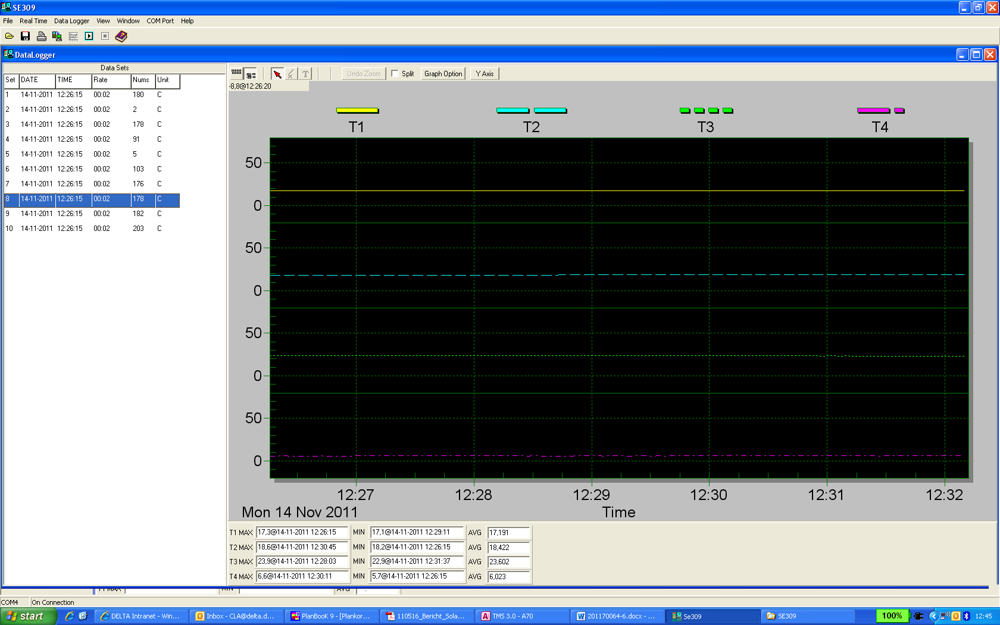 SE309
File Real Time Data Logger View Window COM Port Help
DataLogger
Data Sets
Set DATE TIME Rate Nums Unit
1 14-11-2011 12:26:15 00:02 180 C
2 14-11-2011 12:26:15 00:02 2 C
3 14-11-2011 12:26:15 00:02 178 C
4 14-11-2011 12:26:15 00:02 91 C
5 14-11-2011 12:26:15 00:02 5 C
6 14-11-2011 12:26:15 00:02 103 C
7 14-11-2011 12:26:15 00:02 176 C
8 14-11-2011 12:26:15 00:02 178 C
9 14-11-2011 12:26:15 00:02 182 C
10 14-11-2011 12:26:15 00:02 203 C
T Undo Zoom Split Graph Option Y Axis
-8,8@12:26:20
T1 T2 T3 T4
50
0
50
0
50
0
50
0
12:27 12:28 12:29 12:30 12:31 12:32
Mon 14 Nov 2011 Time
T1 MAX 17,3@14-11-2011 12:26:15 MIN 17,1@14-11-2011 12:29:11 AVG 17,191
T2 MAX 18,6@14-11-2011 12:30:45 MIN 18,2@14-11-2011 12:26:15 AVG 18,422
T3 MAX 23,9@14-11-2011 12:28:03 MIN 22,9@14-11-2011 12:31:37 AVG 23,602
T4 MAX 6,6@14-11-2011 12:30:11 MIN 5,7@14-11-2011 12:26:15 AVG 6,023
T1 MAX MIN AVG
COM4 On Connection
start DELTA Intranet - Win... Inbox - CLA@delta.d... PlanBooK 9 - [Plankor... 110516_Bericht_Sola... TMS 3.0 - A70 201170064-6.docx - ... Se309 SE309 100% 12:45